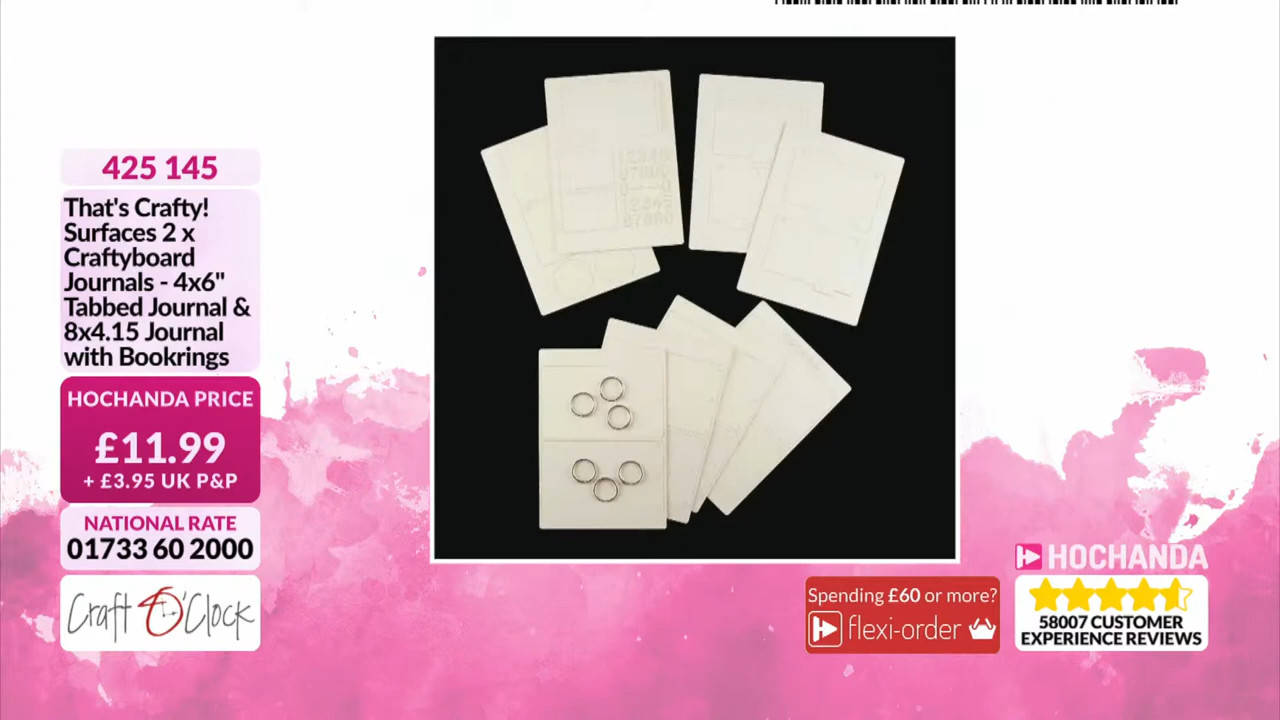 425 145
That's Crafty!
Surfaces 2 x
Craftyboard
Journals - 4x6"
Tabbed Journal &
8x4.15 Journal
with Bookrings
HOCHANDA PRICE
£11.99
+ £3.95 UK P&P
NATIONAL RATE
01733 60 2000
Craft O'Clock
HOCHANDA
Spending £60 or more?
flexi-order
58007 CUSTOMER
EXPERIENCE REVIEWS